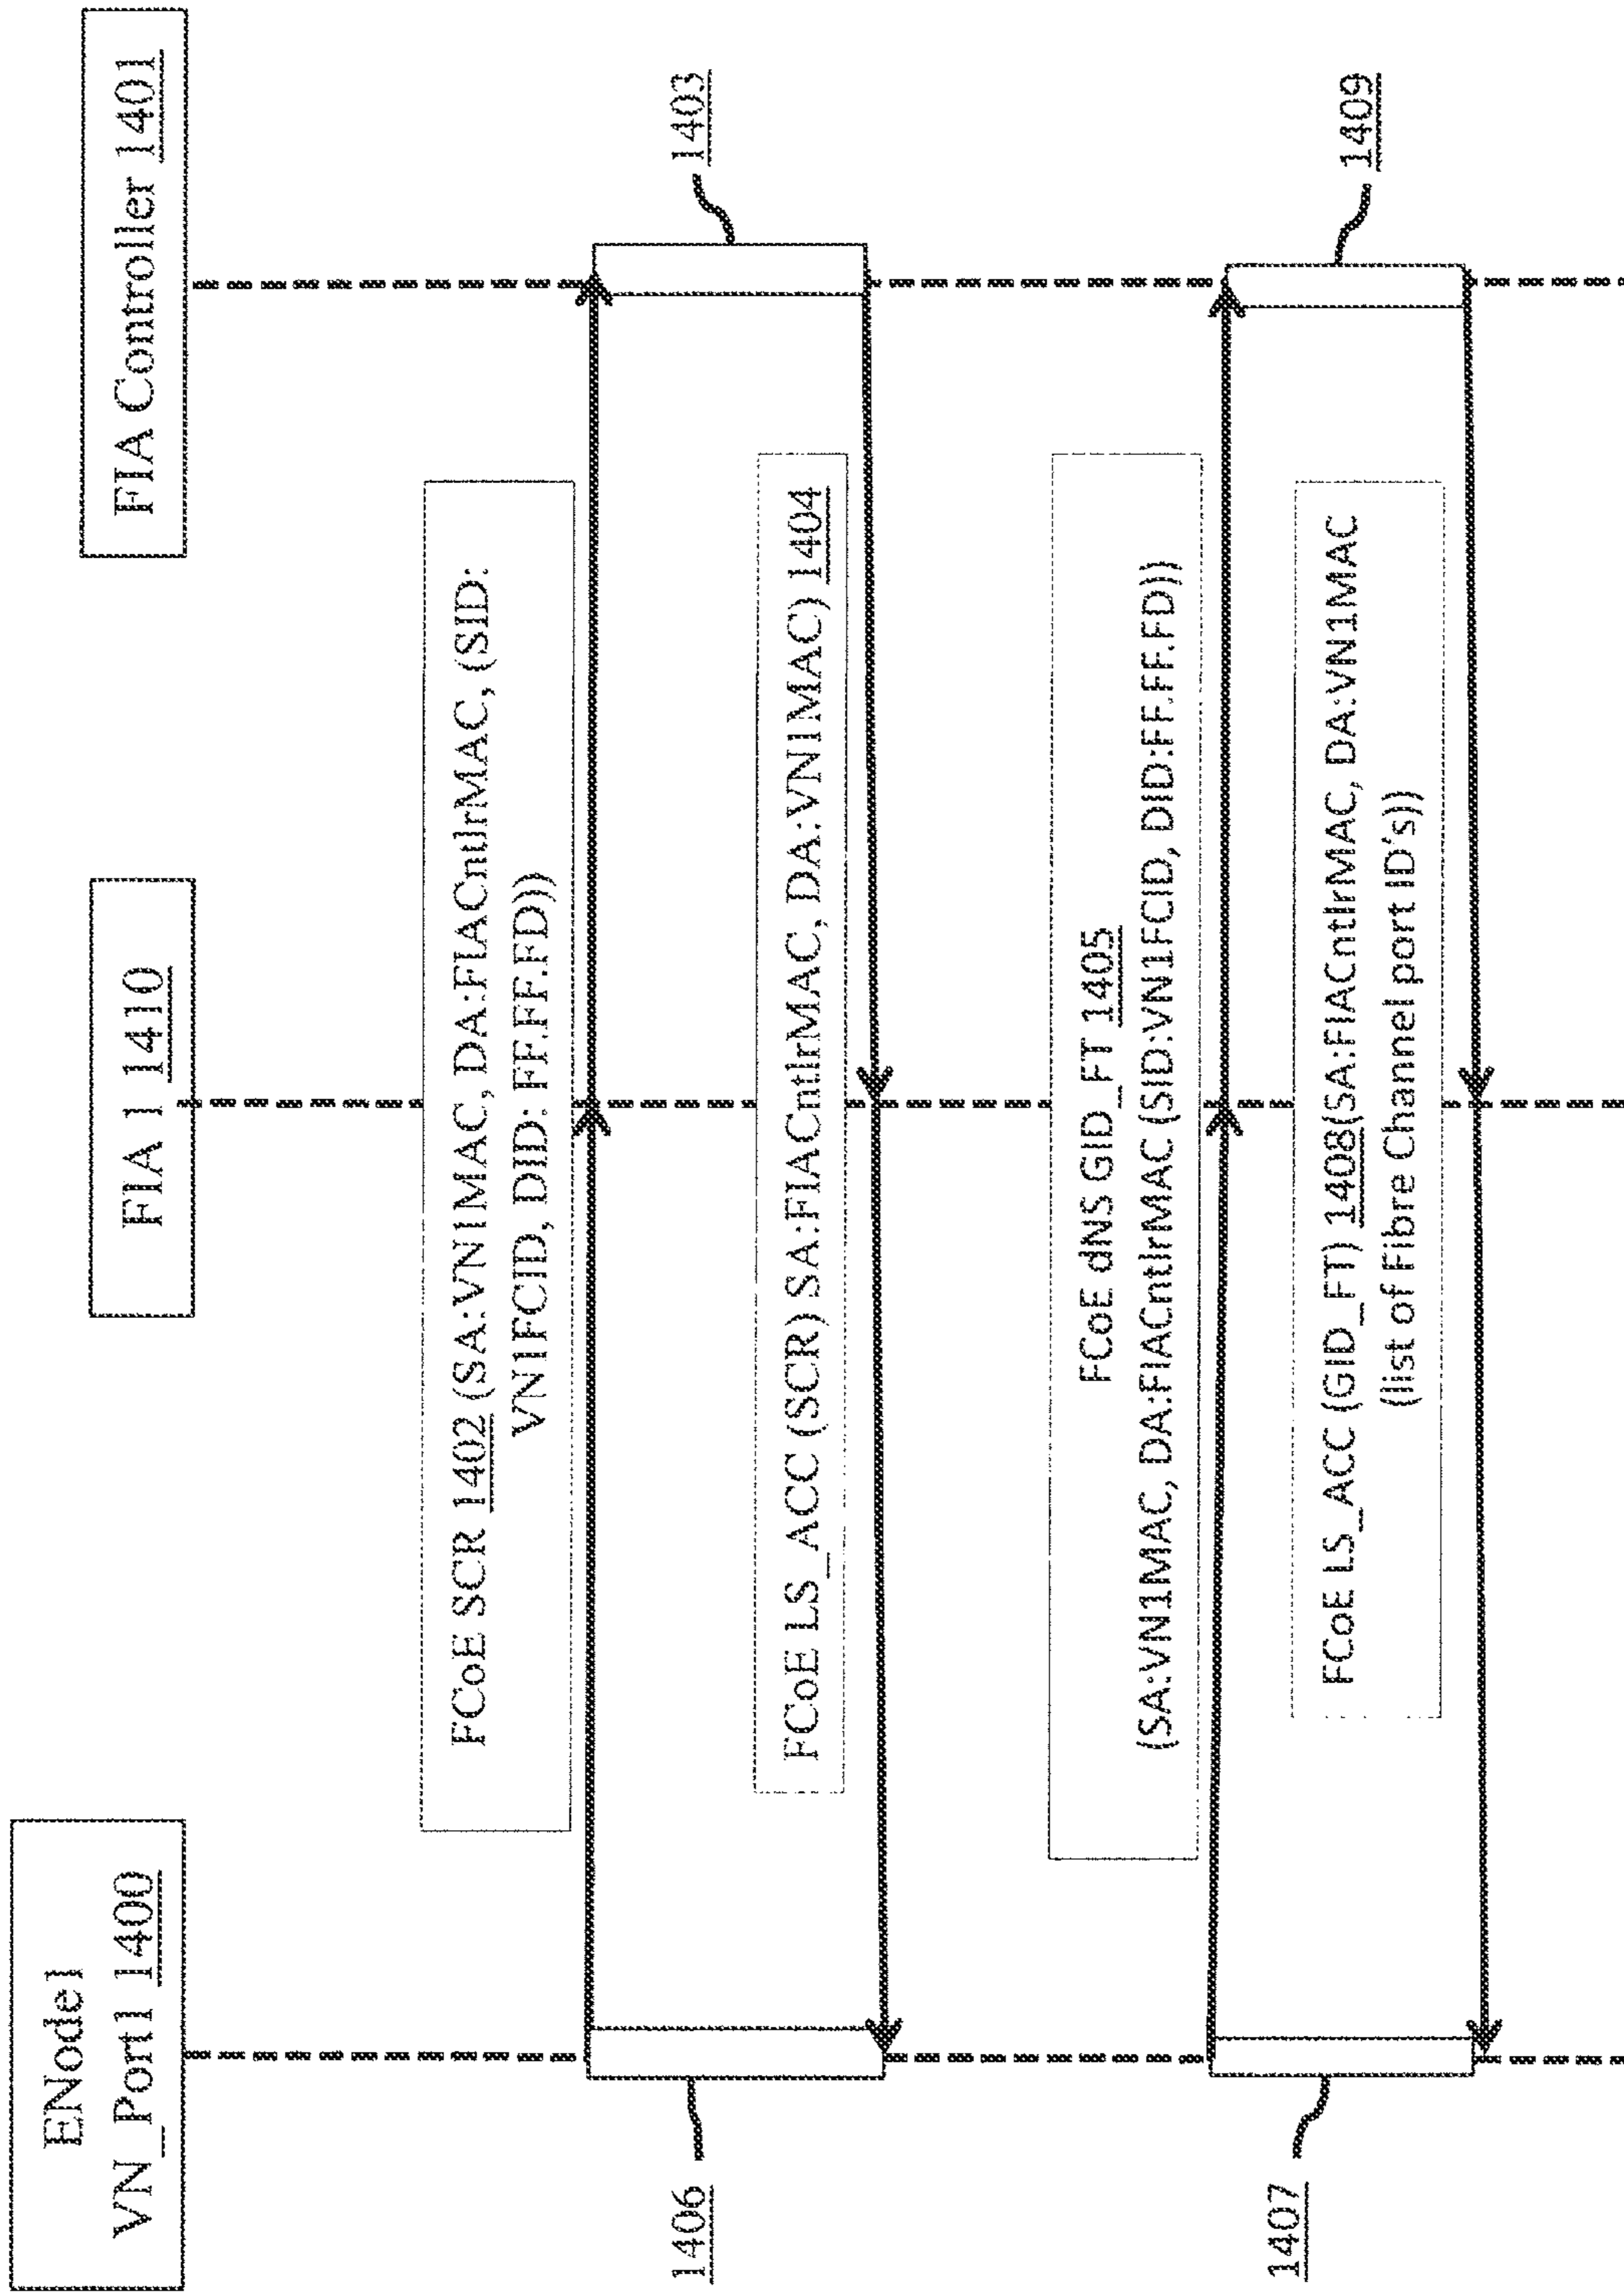 ENode1
VN_Port1 1400
FIA 1 1410
FIA Controller 1401
FCoE SCR 1402 (SA:VN1MAC, DA:FIACntlrMAC, (SID:
VN1FCID, DID: FF.FF.FD))
1406
1403
FCoE LS_ACC (SCR) SA:FIACntlrMAC, DA:VN1MAC) 1404
FCoE dNS GID_FT 1405
(SA:VN1MAC, DA:FIACntlrMAC (SID:VN1FCID, DID:FF.FF.FD))
1407
1409
FCoE LS_ACC (GID_FT) 1408(SA:FIACntlrMAC, DA:VN1MAC
(list of Fibre Channel port ID's))